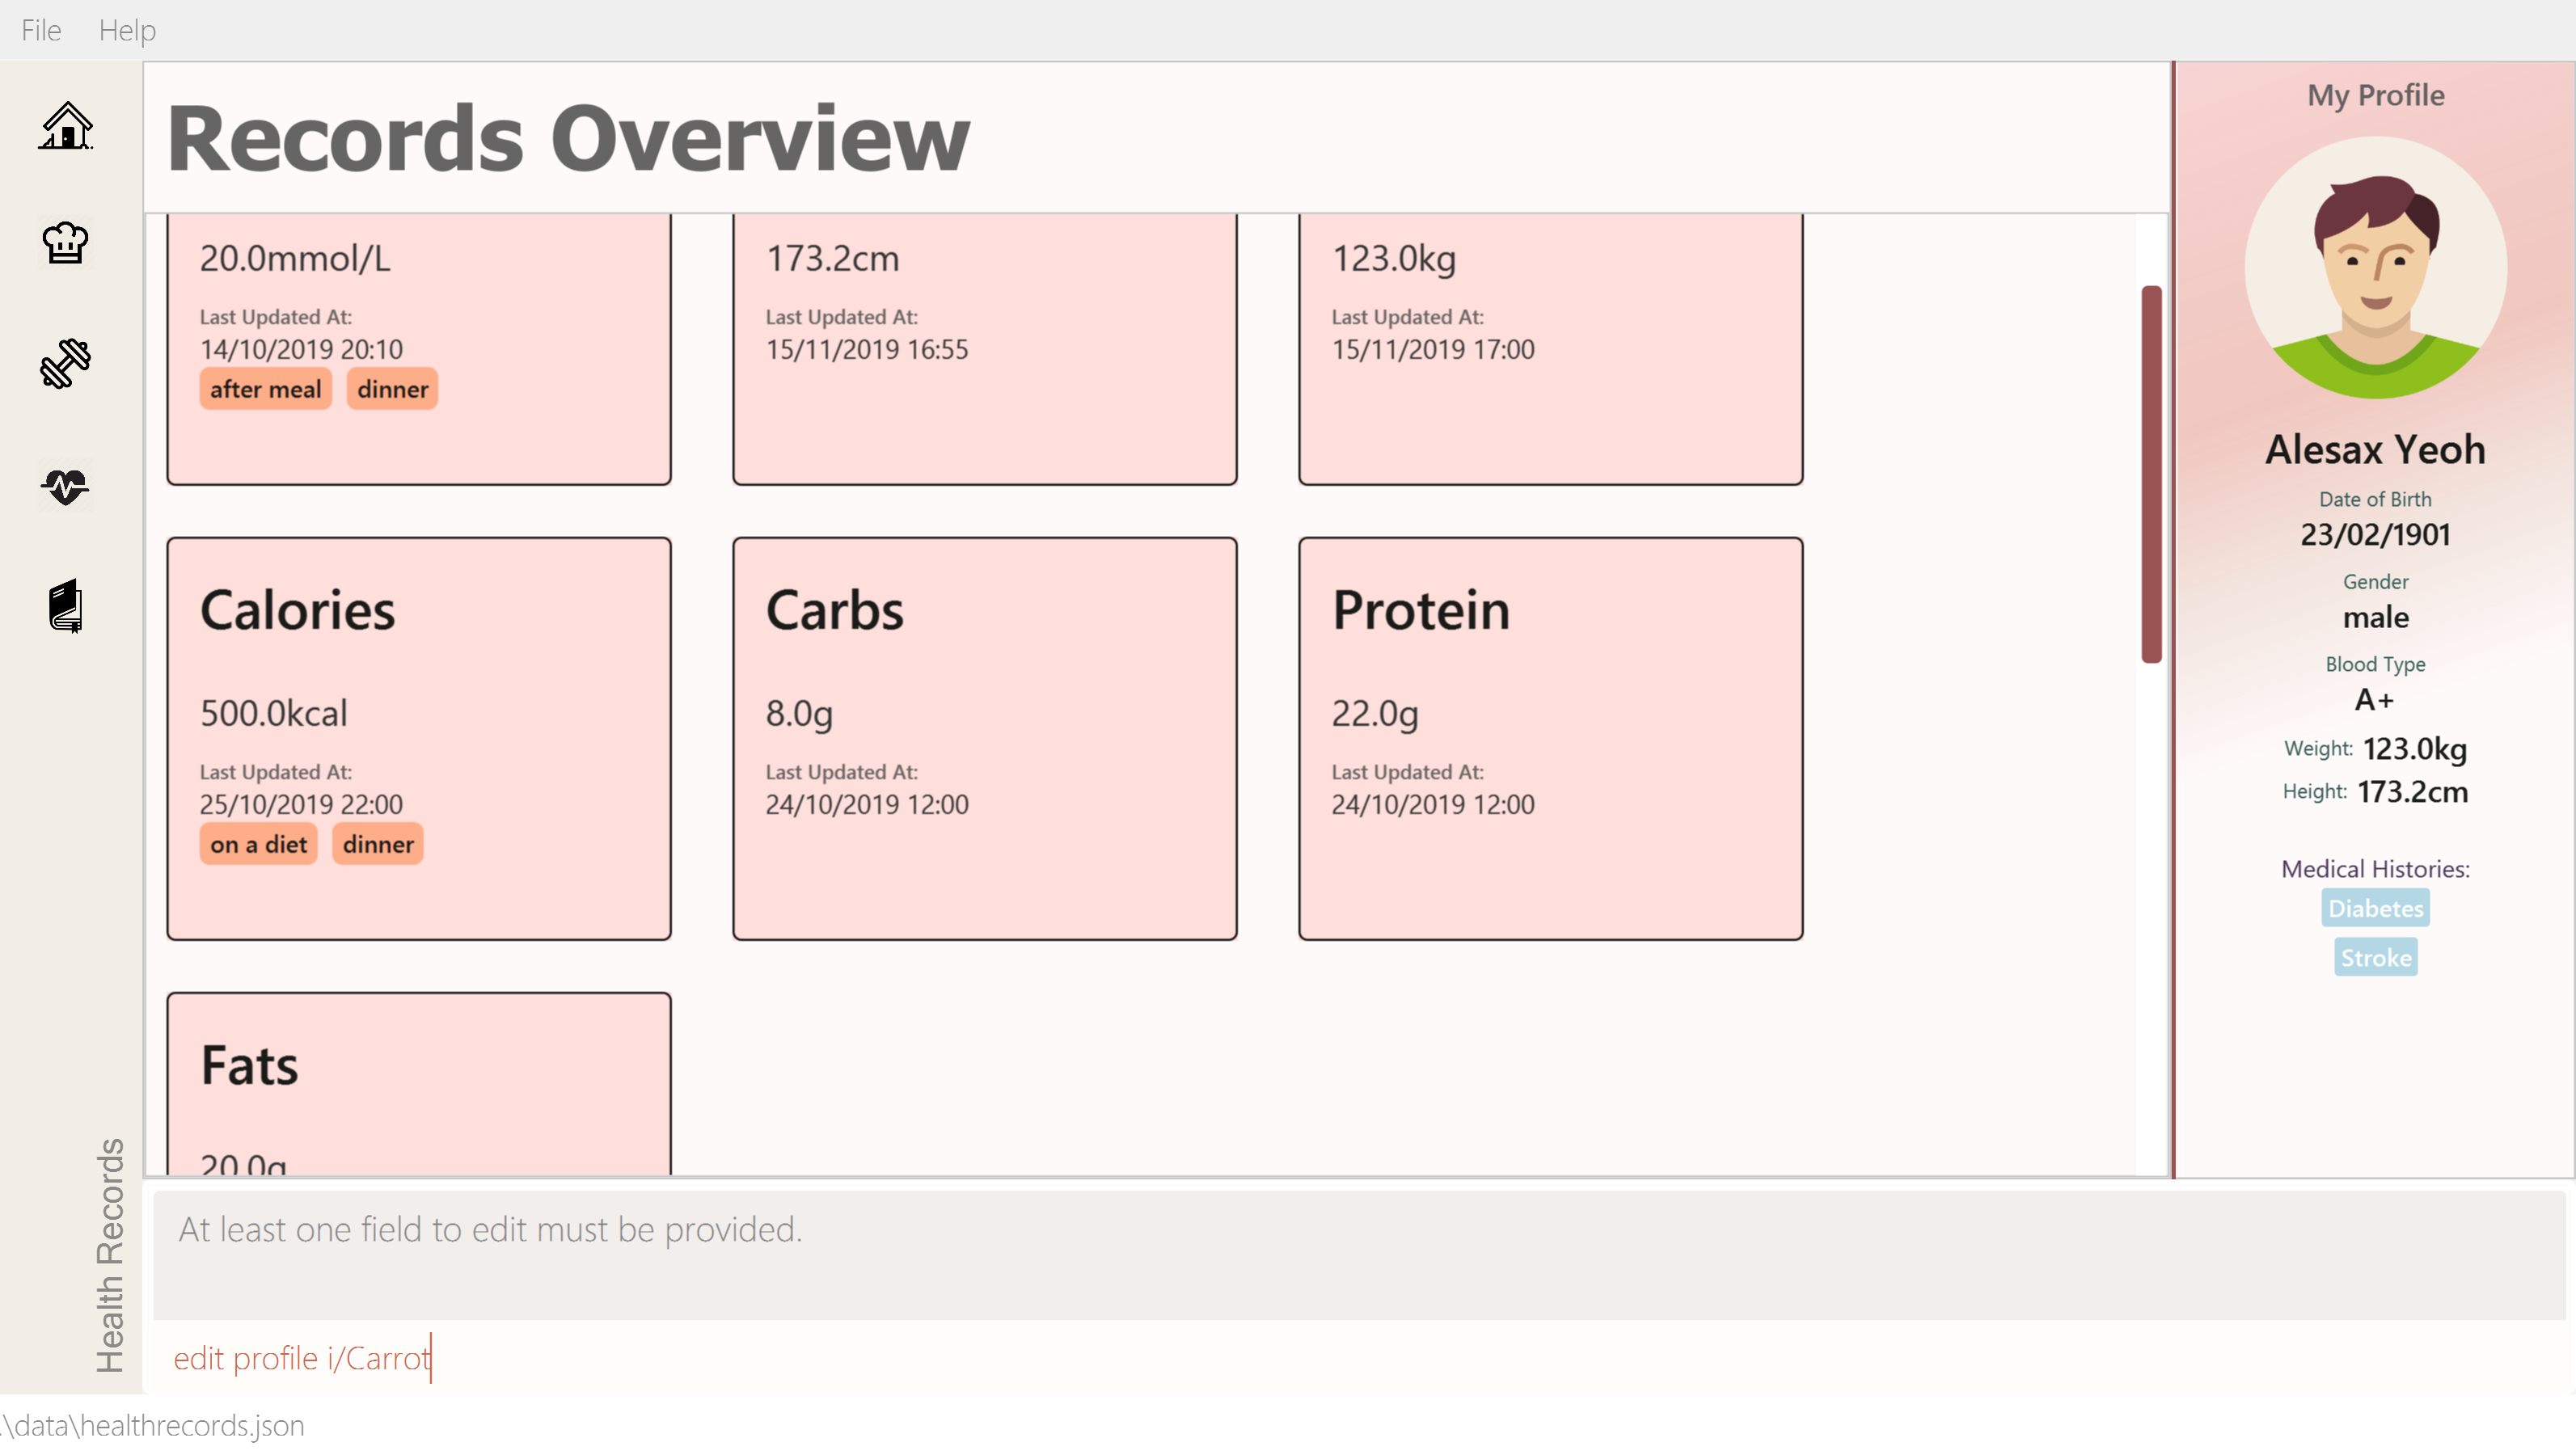 File Help
Records Overview
20.0mmol/L
Last Updated At:
14/10/2019 20:10
after meal dinner
173.2cm
Last Updated At:
15/11/2019 16:55
123.0kg
Last Updated At:
15/11/2019 17:00
Calories
500.0kcal
Last Updated At:
25/10/2019 22:00
on a diet dinner
Carbs
8.0g
Last Updated At:
24/10/2019 12:00
Protein
22.0g
Last Updated At:
24/10/2019 12:00
Fats
20.0g
My Profile
Alesax Yeoh
Date of Birth
23/02/1901
Gender
male
Blood Type
A+
Weight: 123.0kg
Height: 173.2cm
Medical Histories:
Diabetes
Stroke
Health Records
At least one field to edit must be provided.
edit profile i/Carrot
.\data\healthrecords.json